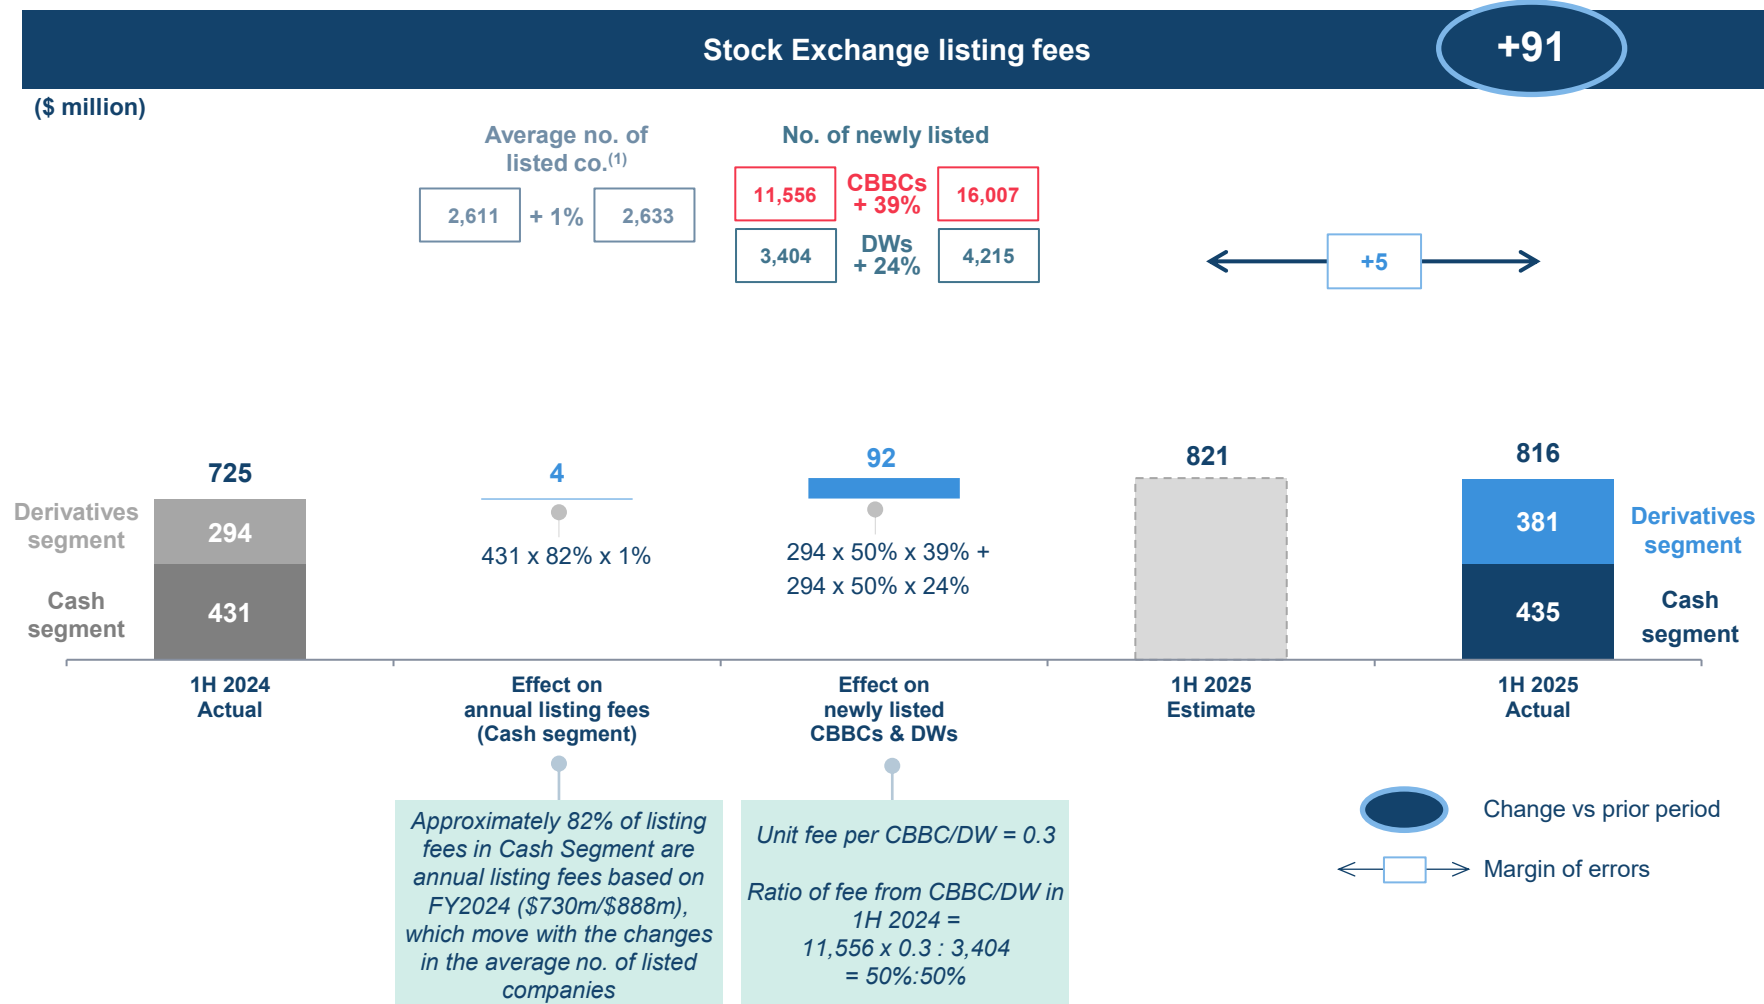 Stock Exchange listing fees
+91
($ million)
Average no. of
listed co.(1)
2,611
+ 1%
2,633
No. of newly listed
11,556
CBBCs
+ 39%
16,007
3,404
DWs
+ 24%
4,215
+5
725
4
92
821
816
Derivatives
segment
294
431 x 82% x 1%
294 x 50% x 39% +
294 x 50% x 24%
381
Derivatives
segment
Cash
segment
431
435
Cash
segment
1H 2024
Actual
Effect on
annual listing fees
(Cash segment)
Effect on
newly listed
CBBCs & DWs
1H 2025
Estimate
1H 2025
Actual
Approximately 82% of listing
fees in Cash Segment are
annual listing fees based on
FY2024 ($730m/$888m),
which move with the changes
in the average no. of listed
companies
Unit fee per CBBC/DW = 0.3
Ratio of fee from CBBC/DW in
1H 2024 =
11,556 x 0.3 : 3,404
= 50%:50%
Change vs prior period
Margin of errors